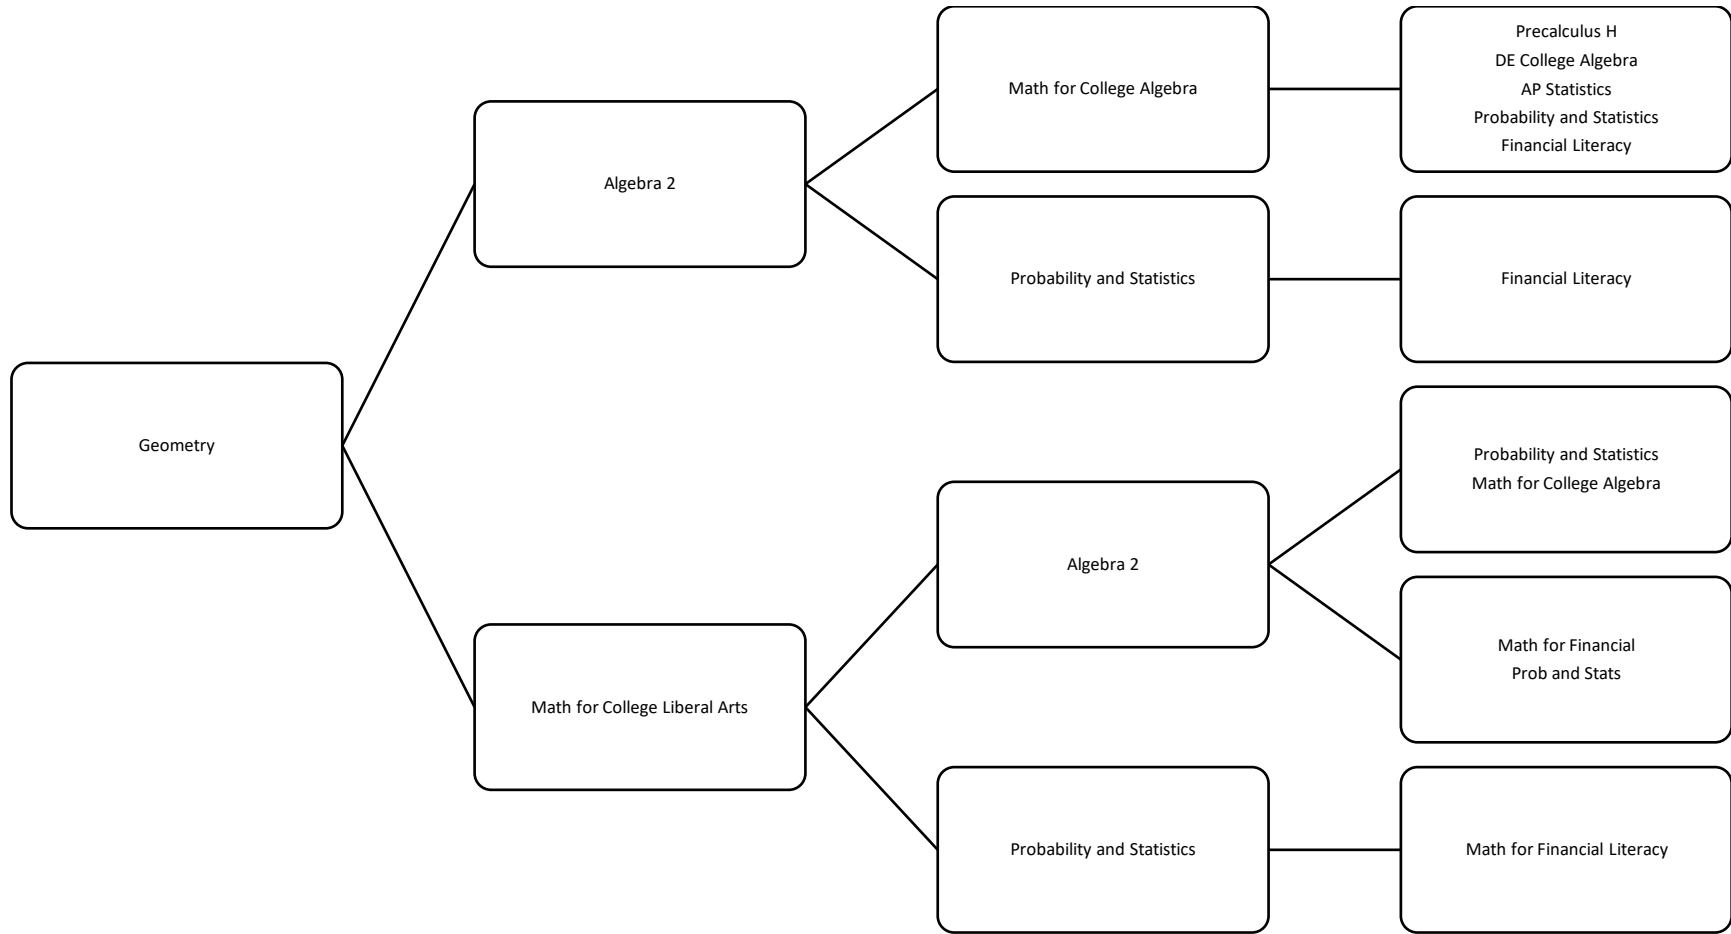 Geometry
Algebra 2
Math for College Algebra
Precalculus H
DE College Algebra
AP Statistics
Probability and Statistics
Financial Literacy
Probability and Statistics
Financial Literacy
Math for College Liberal Arts
Algebra 2
Probability and Statistics
Math for College Algebra
Math for Financial
Prob and Stats
Probability and Statistics
Math for Financial Literacy